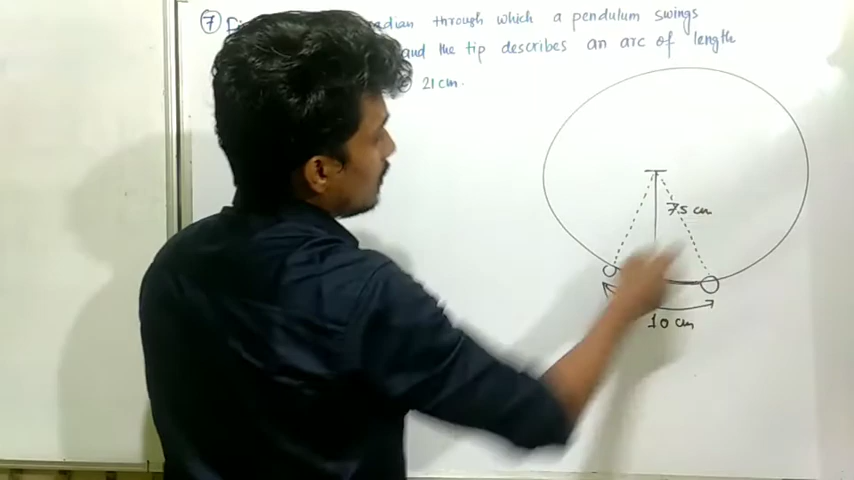 ⑦ adian through which a pendulum swings
and the tip describes an arc of length
21 cm.
75 cm
10 cm